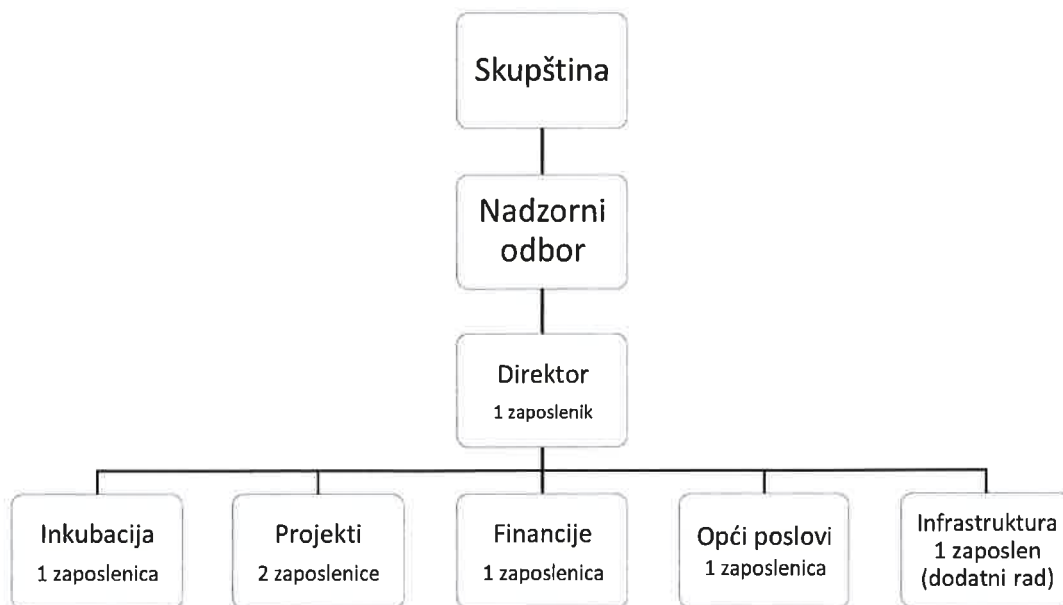 Skupština
Nadzorni
odbor
Direktor
1 zaposlenik
Inkubacija
1 zaposlenica
Projekti
2 zaposlenice
Financije
1 zaposlenica
Opći poslovi
1 zaposlenica
Infrastruktura
1 zaposlen
(dodatni rad)